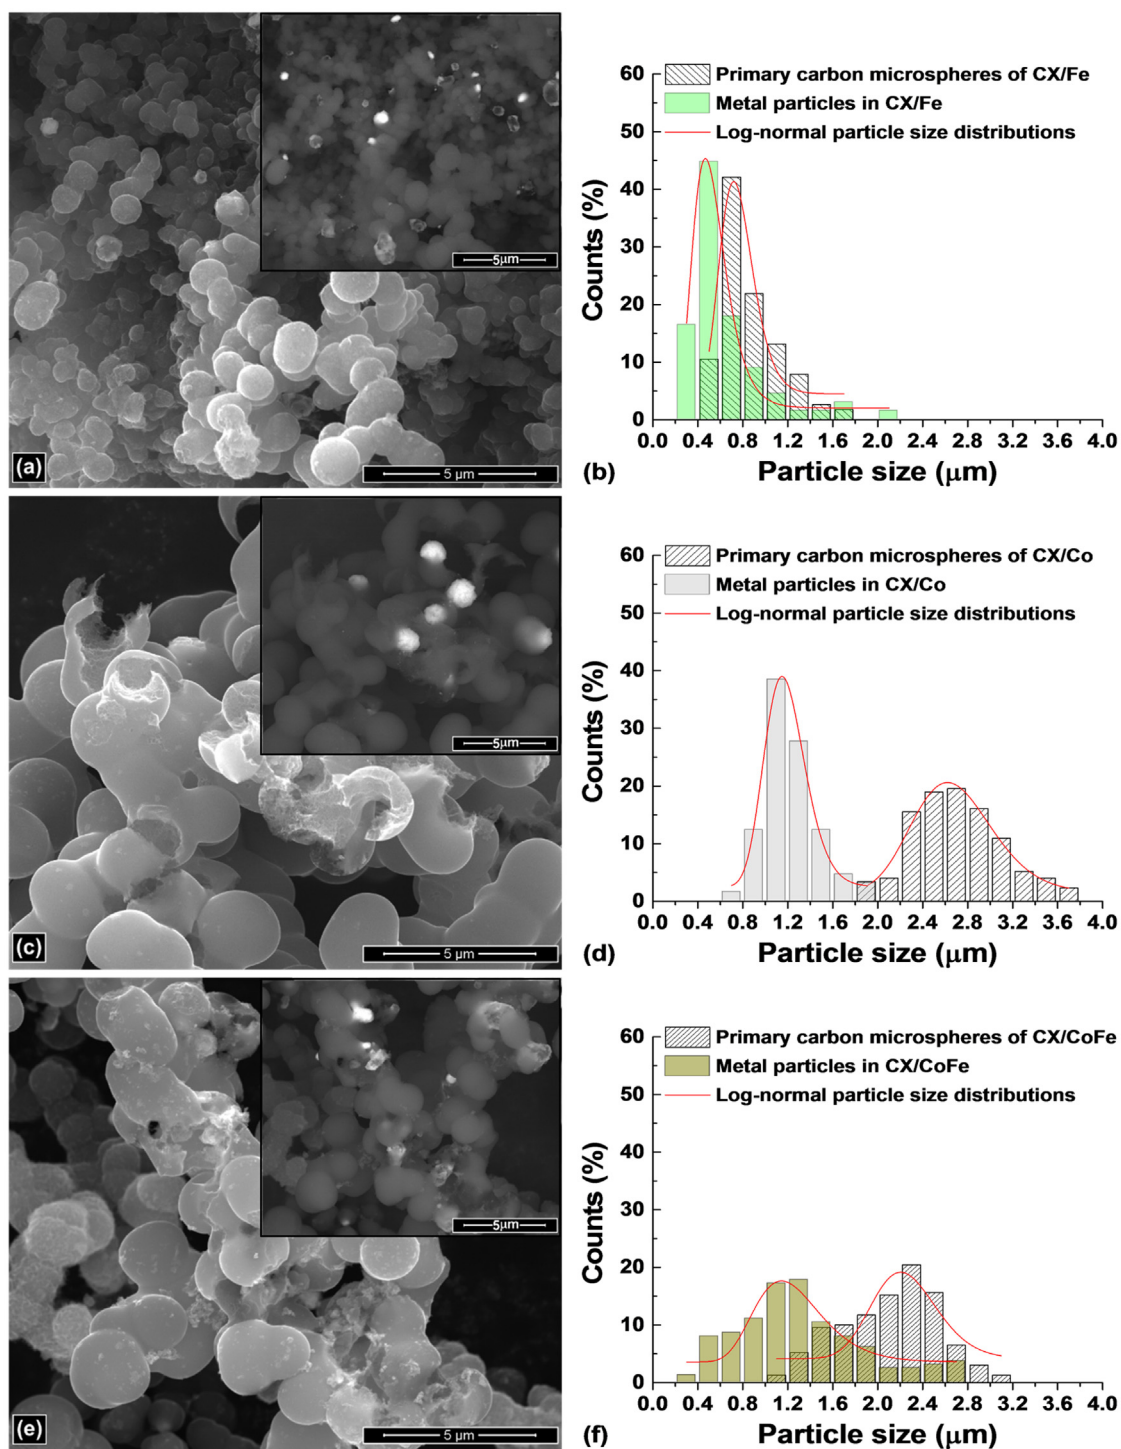 5µm
5 µm
(a)
60
50
40
30
20
10
0
Counts (%)
Primary carbon microspheres of CX/Fe
Metal particles in CX/Fe
Log-normal particle size distributions
0.0 0.4 0.8 1.2 1.6 2.0 2.4 2.8 3.2 3.6 4.0
Particle size (µm)
(b)
5µm
5 µm
(c)
60
50
40
30
20
10
0
Counts (%)
Primary carbon microspheres of CX/Co
Metal particles in CX/Co
Log-normal particle size distributions
0.0 0.4 0.8 1.2 1.6 2.0 2.4 2.8 3.2 3.6 4.0
Particle size (µm)
(d)
5µm
5 µm
(e)
60
50
40
30
20
10
0
Counts (%)
Primary carbon microspheres of CX/CoFe
Metal particles in CX/CoFe
Log-normal particle size distributions
0.0 0.4 0.8 1.2 1.6 2.0 2.4 2.8 3.2 3.6 4.0
Particle size (µm)
(f)